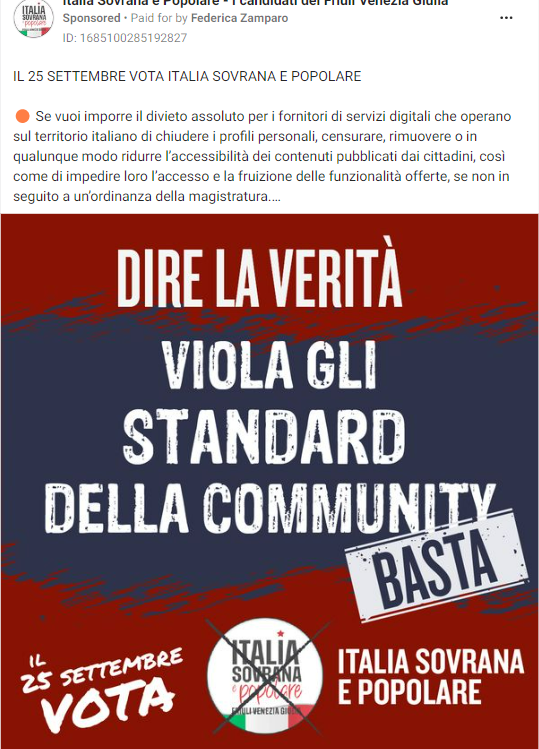 Italia Sovrana e Popolare - I candidati del Friuli Venezia Giulia
Sponsored • Paid for by Federica Zamparo
ID: 1685100285192827
IL 25 SETTEMBRE VOTA ITALIA SOVRANA E POPOLARE
🟠 Se vuoi imporre il divieto assoluto per i fornitori di servizi digitali che operano
sul territorio italiano di chiudere i profili personali, censurare, rimuovere o in
qualunque modo ridurre l'accessibilità dei contenuti pubblicati dai cittadini, così
come di impedire loro l'accesso e la fruizione delle funzionalità offerte, se non in
seguito a un'ordinanza della magistratura....
DIRE LA VERITÀ
VIOLA GLI
STANDARD
DELLA COMMUNITY
BASTA
IL
25 SETTEMBRE
VOTA
ITALIA
SOVRANA
e popolare
FRIULI VENEZIA GIULIA
ITALIA SOVRANA
E POPOLARE